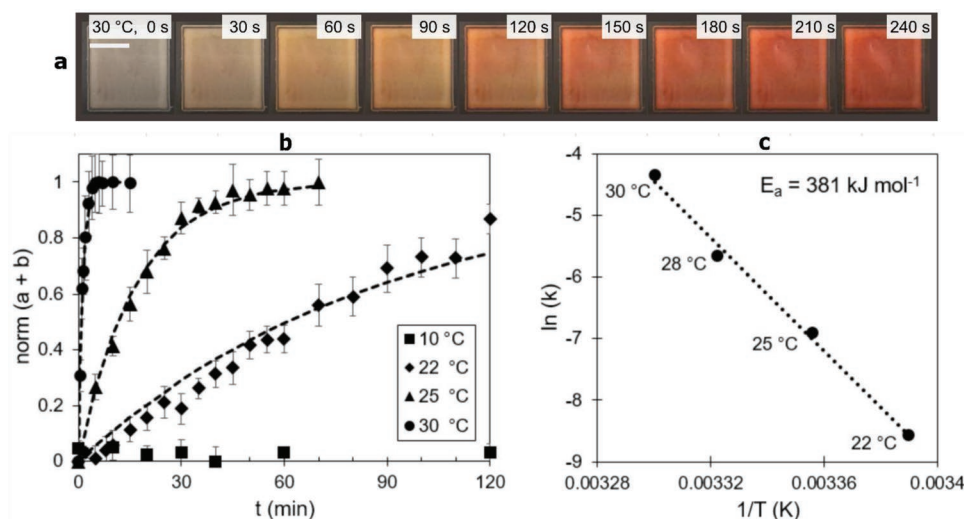 30 °C, 0 s
30 s
60 s
90 s
120 s
150 s
180 s
210 s
240 s
a
b
c
1
0.8
0.6
0.4
0.2
0
norm (a + b)
10 °C
22 °C
25 °C
30 °C
0
30
60
90
120
t (min)
-4
-5
-6
-7
-8
-9
ln (k)
Ea = 381 kJ mol-1
30 °C
28 °C
25 °C
22 °C
0.00328
0.00332
0.00336
0.0034
1/T (K)